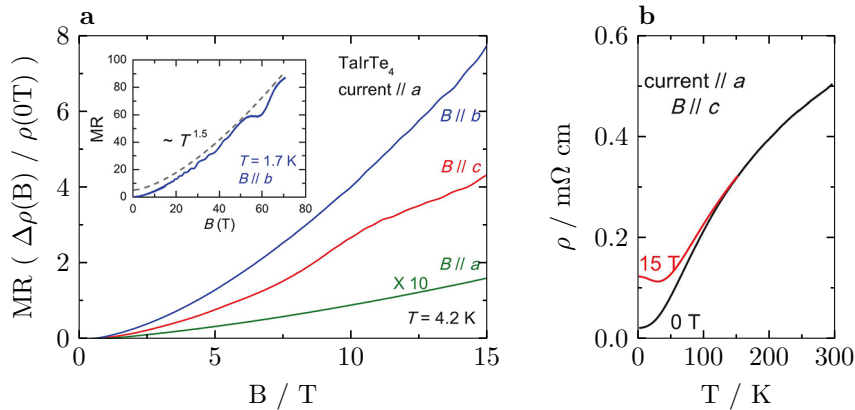 a
MR ( Δρ(B) / ρ(0T) )
8
6
4
2
0
0
5
10
15
B / T
TaIrTe4
current // a
B // b
B // c
B // a
X 10
T = 4.2 K
MR
100
80
60
40
20
0
0
20
40
60
80
B (T)
~ T^1.5
T = 1.7 K
B // b
b
ρ / mΩ cm
0.6
0.4
0.2
0.0
0
100
200
300
T / K
current // a
B // c
15 T
0 T